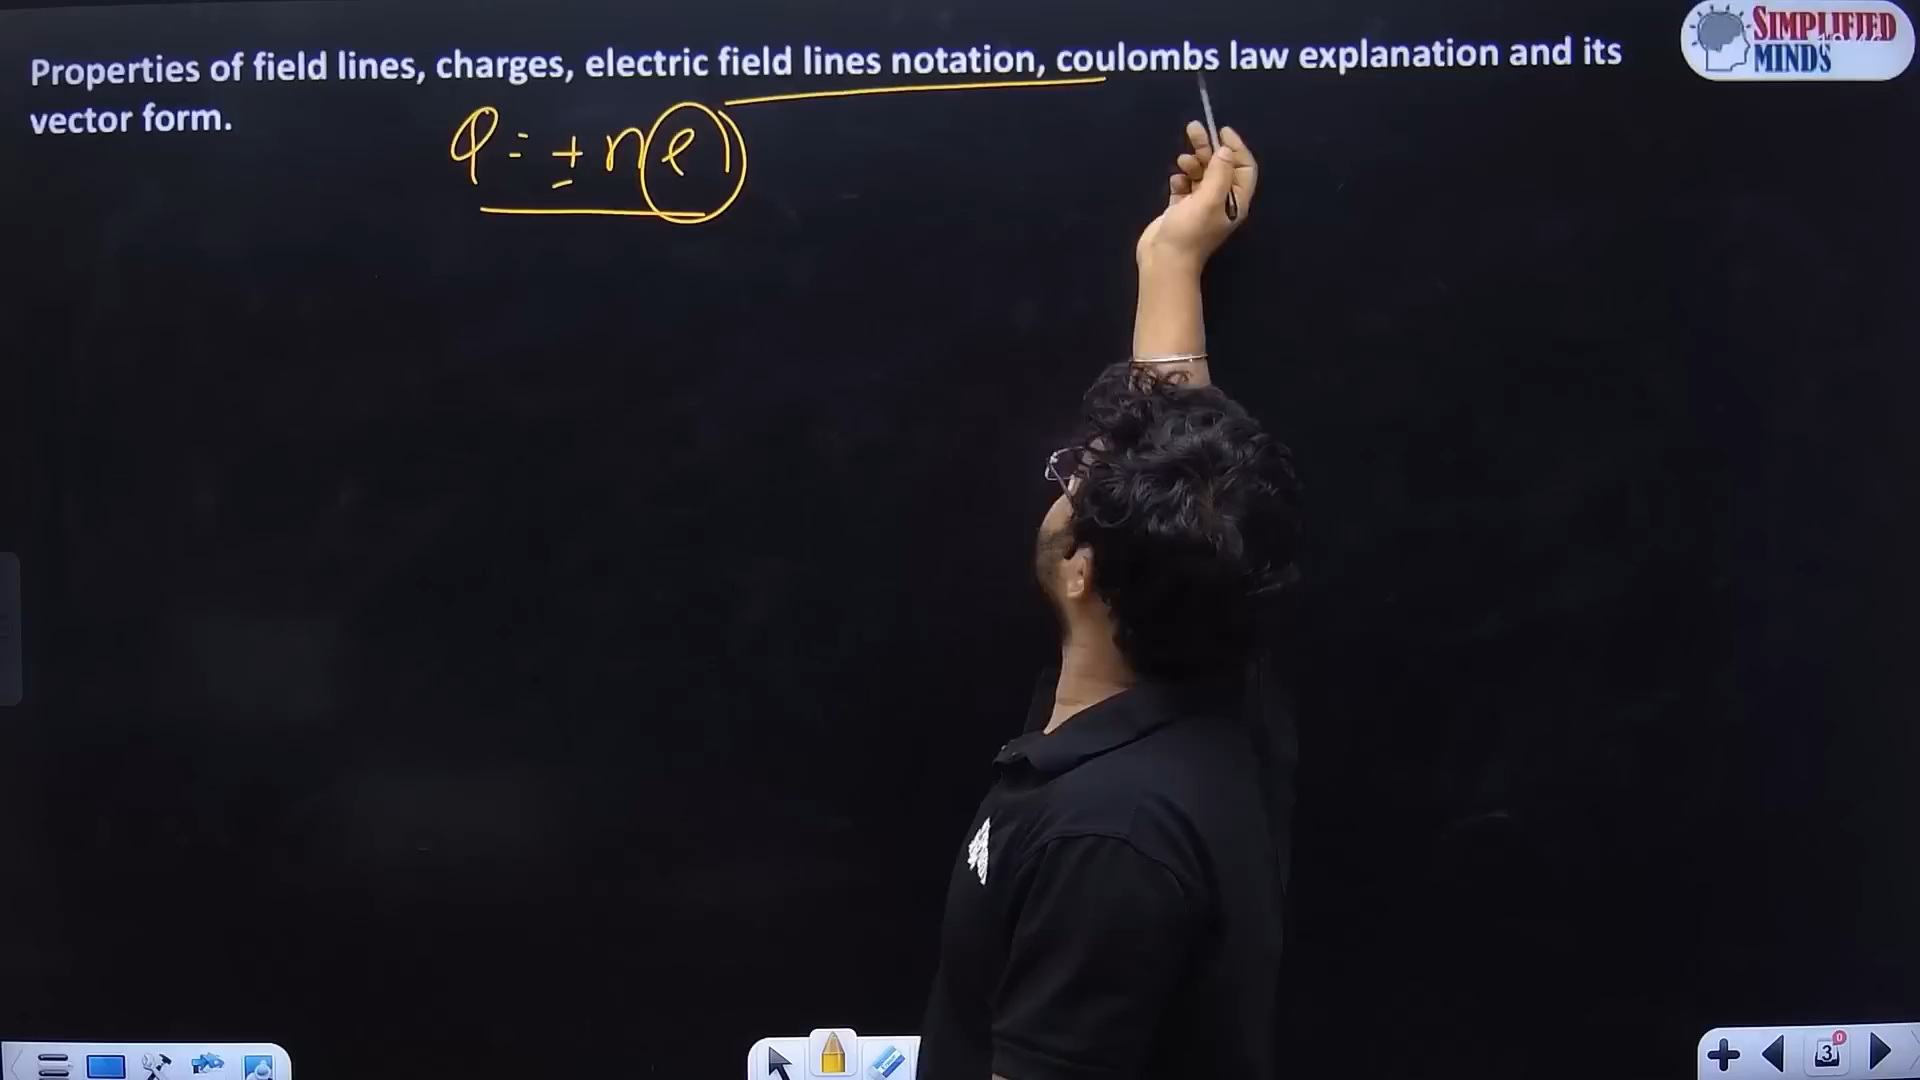 Properties of field lines, charges, electric field lines notation, coulombs law explanation and its
vector form.
Q = ± n(e)
SIMPLIFIED
MINDS
3
0